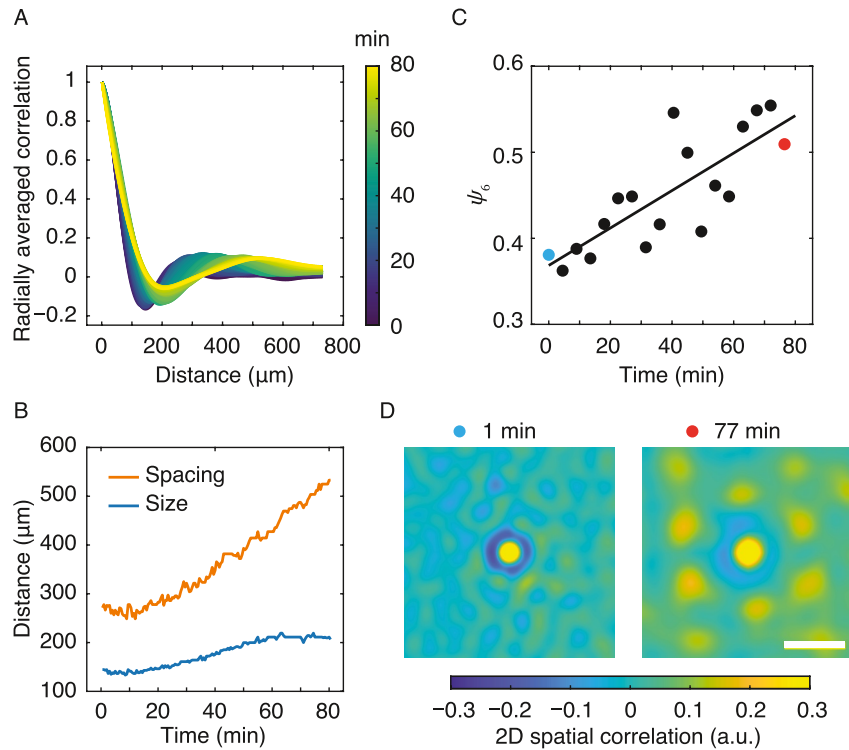 A
min
Radially averaged correlation
1
0.8
0.6
0.4
0.2
0
−0.2
0 200 400 600 800
Distance (µm)
80
60
40
20
0
C
ψ6
0.6
0.5
0.4
0.3
0 20 40 60 80
Time (min)
B
Spacing
Size
Distance (µm)
600
500
400
300
200
100
0 20 40 60 80
Time (min)
D
1 min
77 min
−0.3 −0.2 −0.1 0 0.1 0.2 0.3
2D spatial correlation (a.u.)